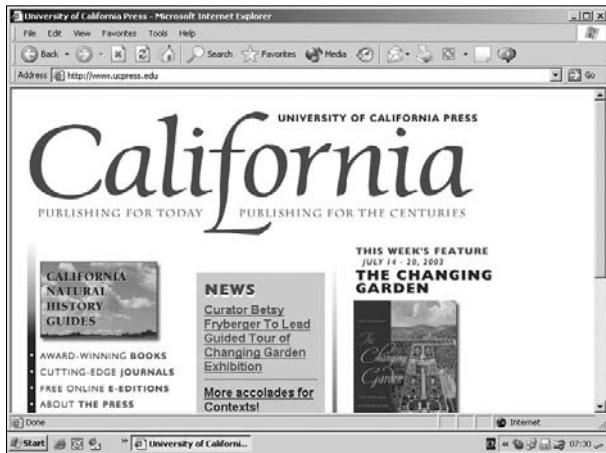 University of California Press - Microsoft Internet Explorer
File Edit View Favorites Tools Help
Back Search Favorites Media
Address http://www.ucpress.edu Go
UNIVERSITY OF CALIFORNIA PRESS
California
PUBLISHING FOR TODAY PUBLISHING FOR THE CENTURIES
CALIFORNIA
NATURAL
HISTORY
GUIDES
• AWARD-WINNING BOOKS
• CUTTING-EDGE JOURNALS
• FREE ONLINE E-EDITIONS
• ABOUT THE PRESS
NEWS
Curator Betsy
Fryberger To Lead
Guided Tour of
Changing Garden
Exhibition
More accolades for
Contexts!
THIS WEEK'S FEATURE
JULY 14 - 20, 2003
THE CHANGING
GARDEN
The
Changing
Garden
Done Internet
Start University of Californi... 07:30 ص